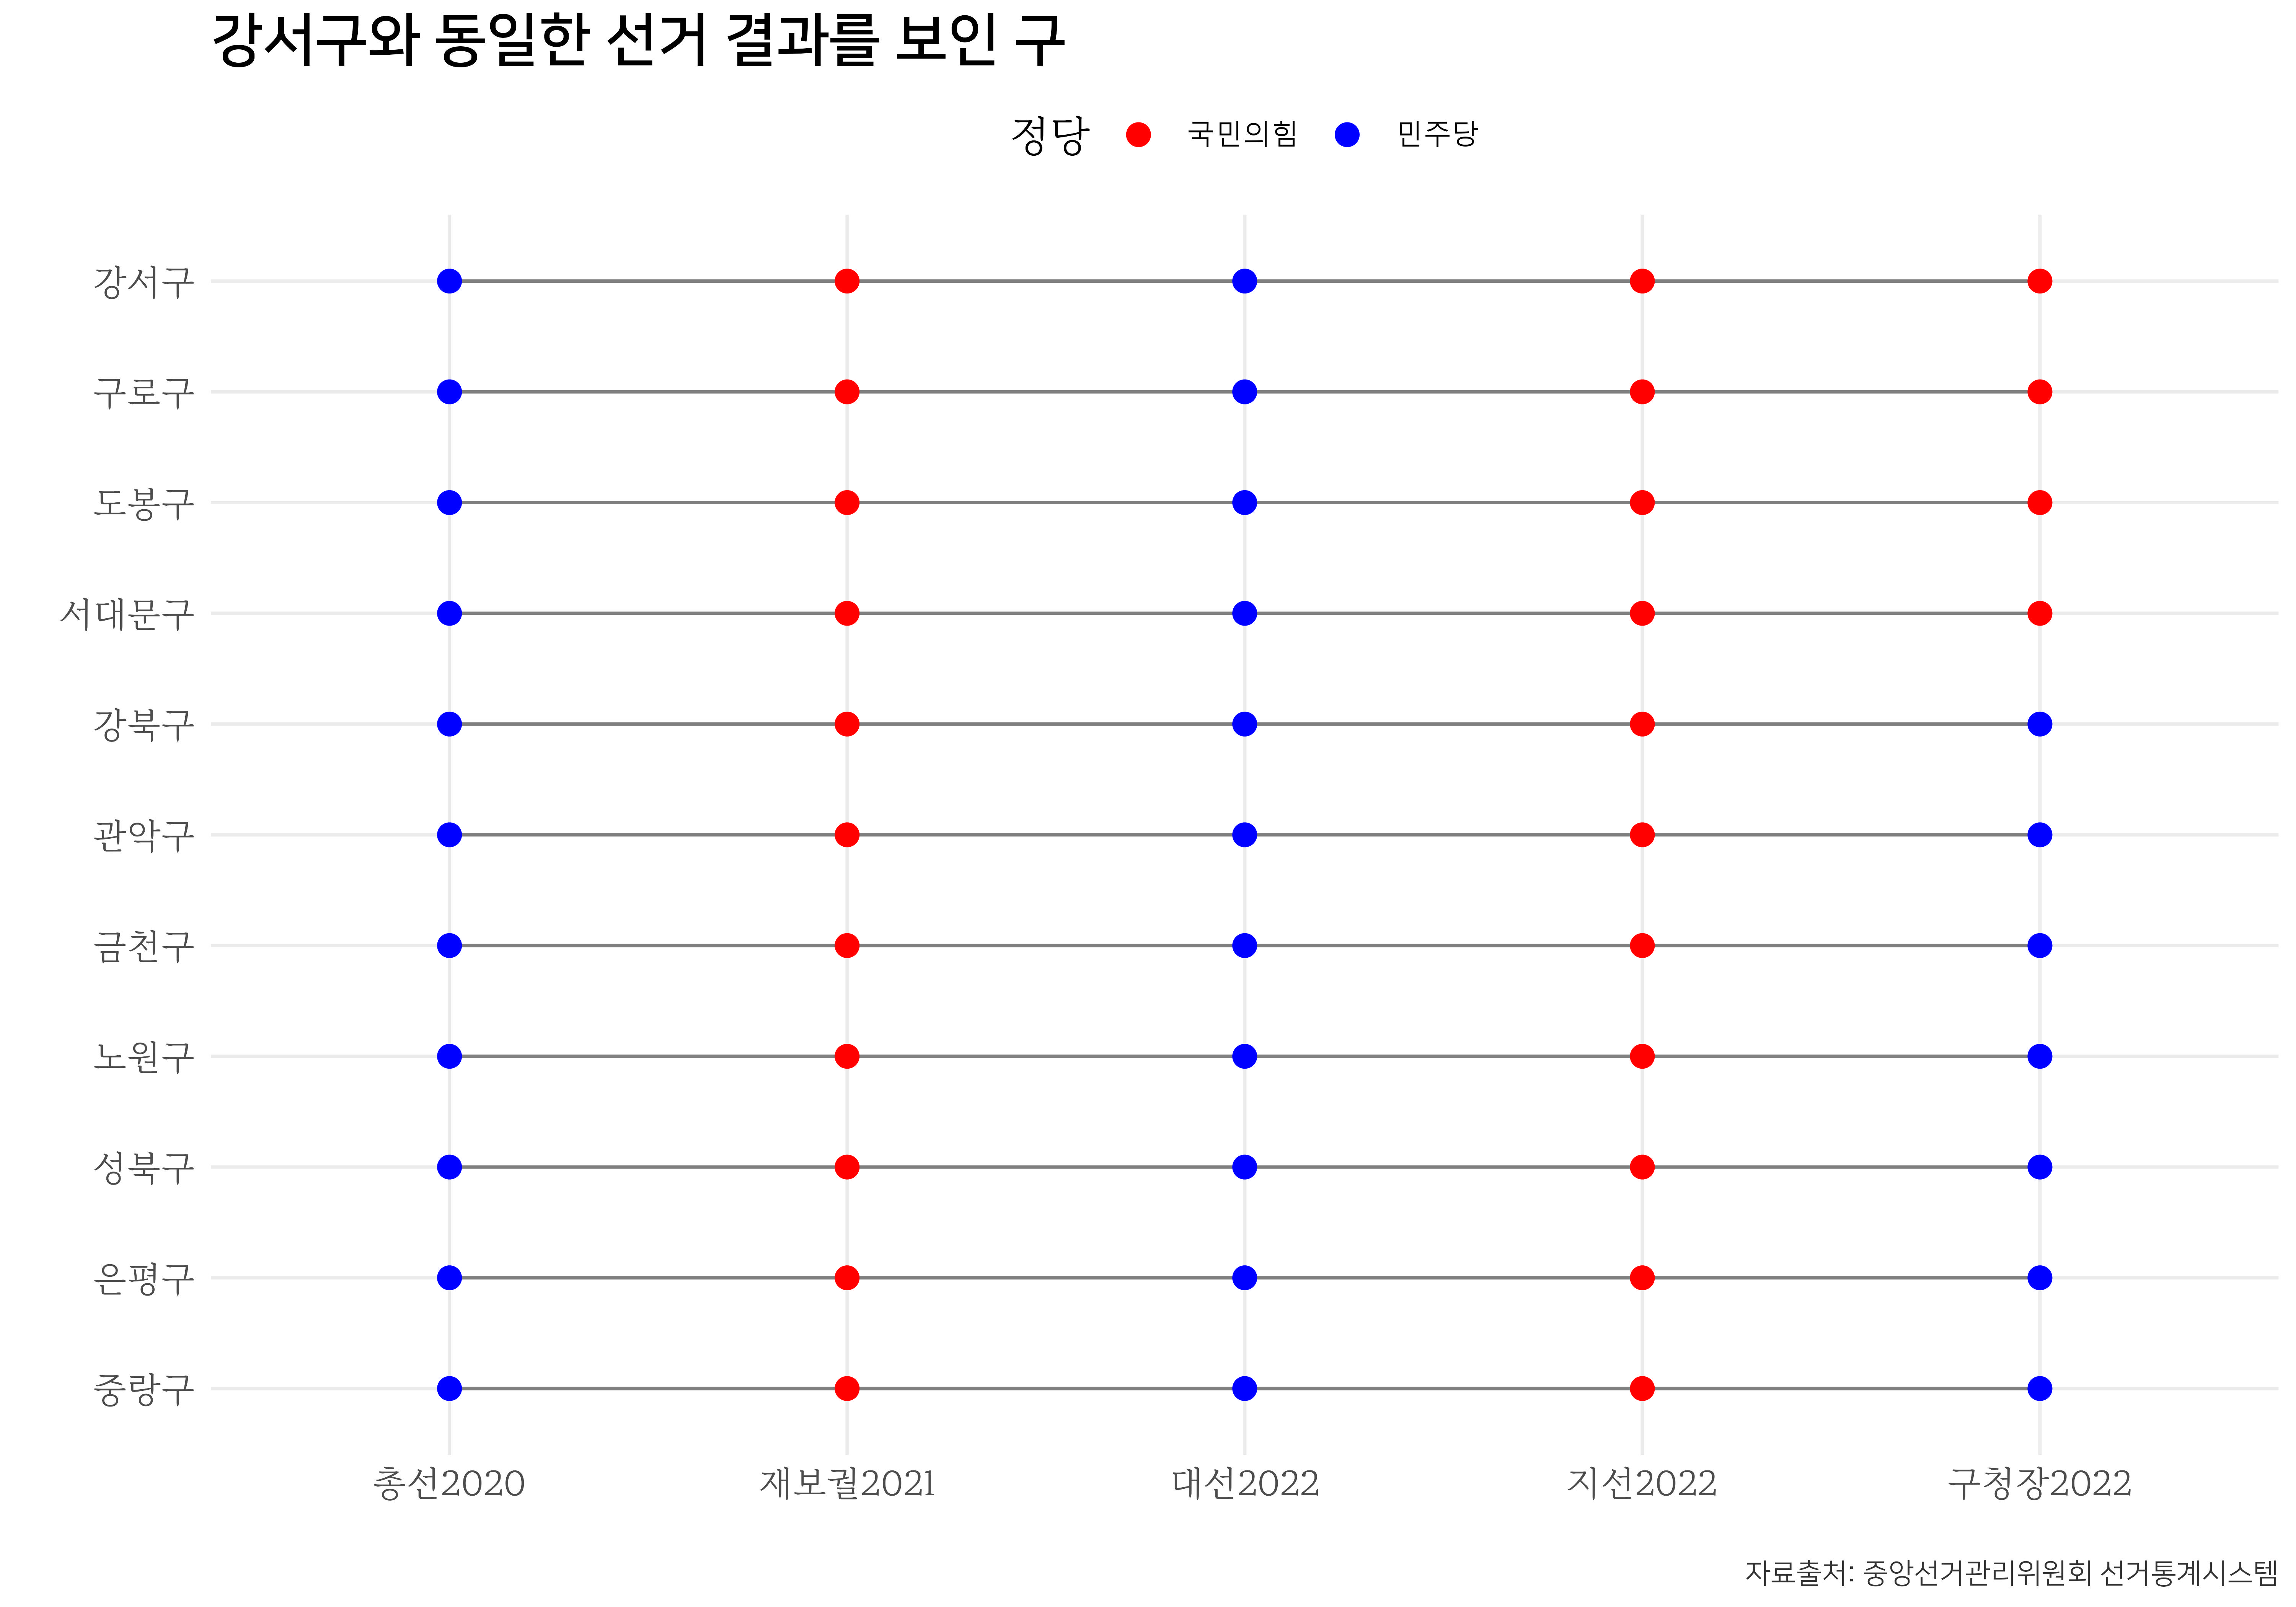 강서구와 동일한 선거 결과를 보인 구
정당 국민의힘 민주당
강서구
구로구
도봉구
서대문구
강북구
관악구
금천구
노원구
성북구
은평구
중랑구
총선2020 재보궐2021 대선2022 지선2022 구청장2022
자료출처: 중앙선거관리위원회 선거통계시스템